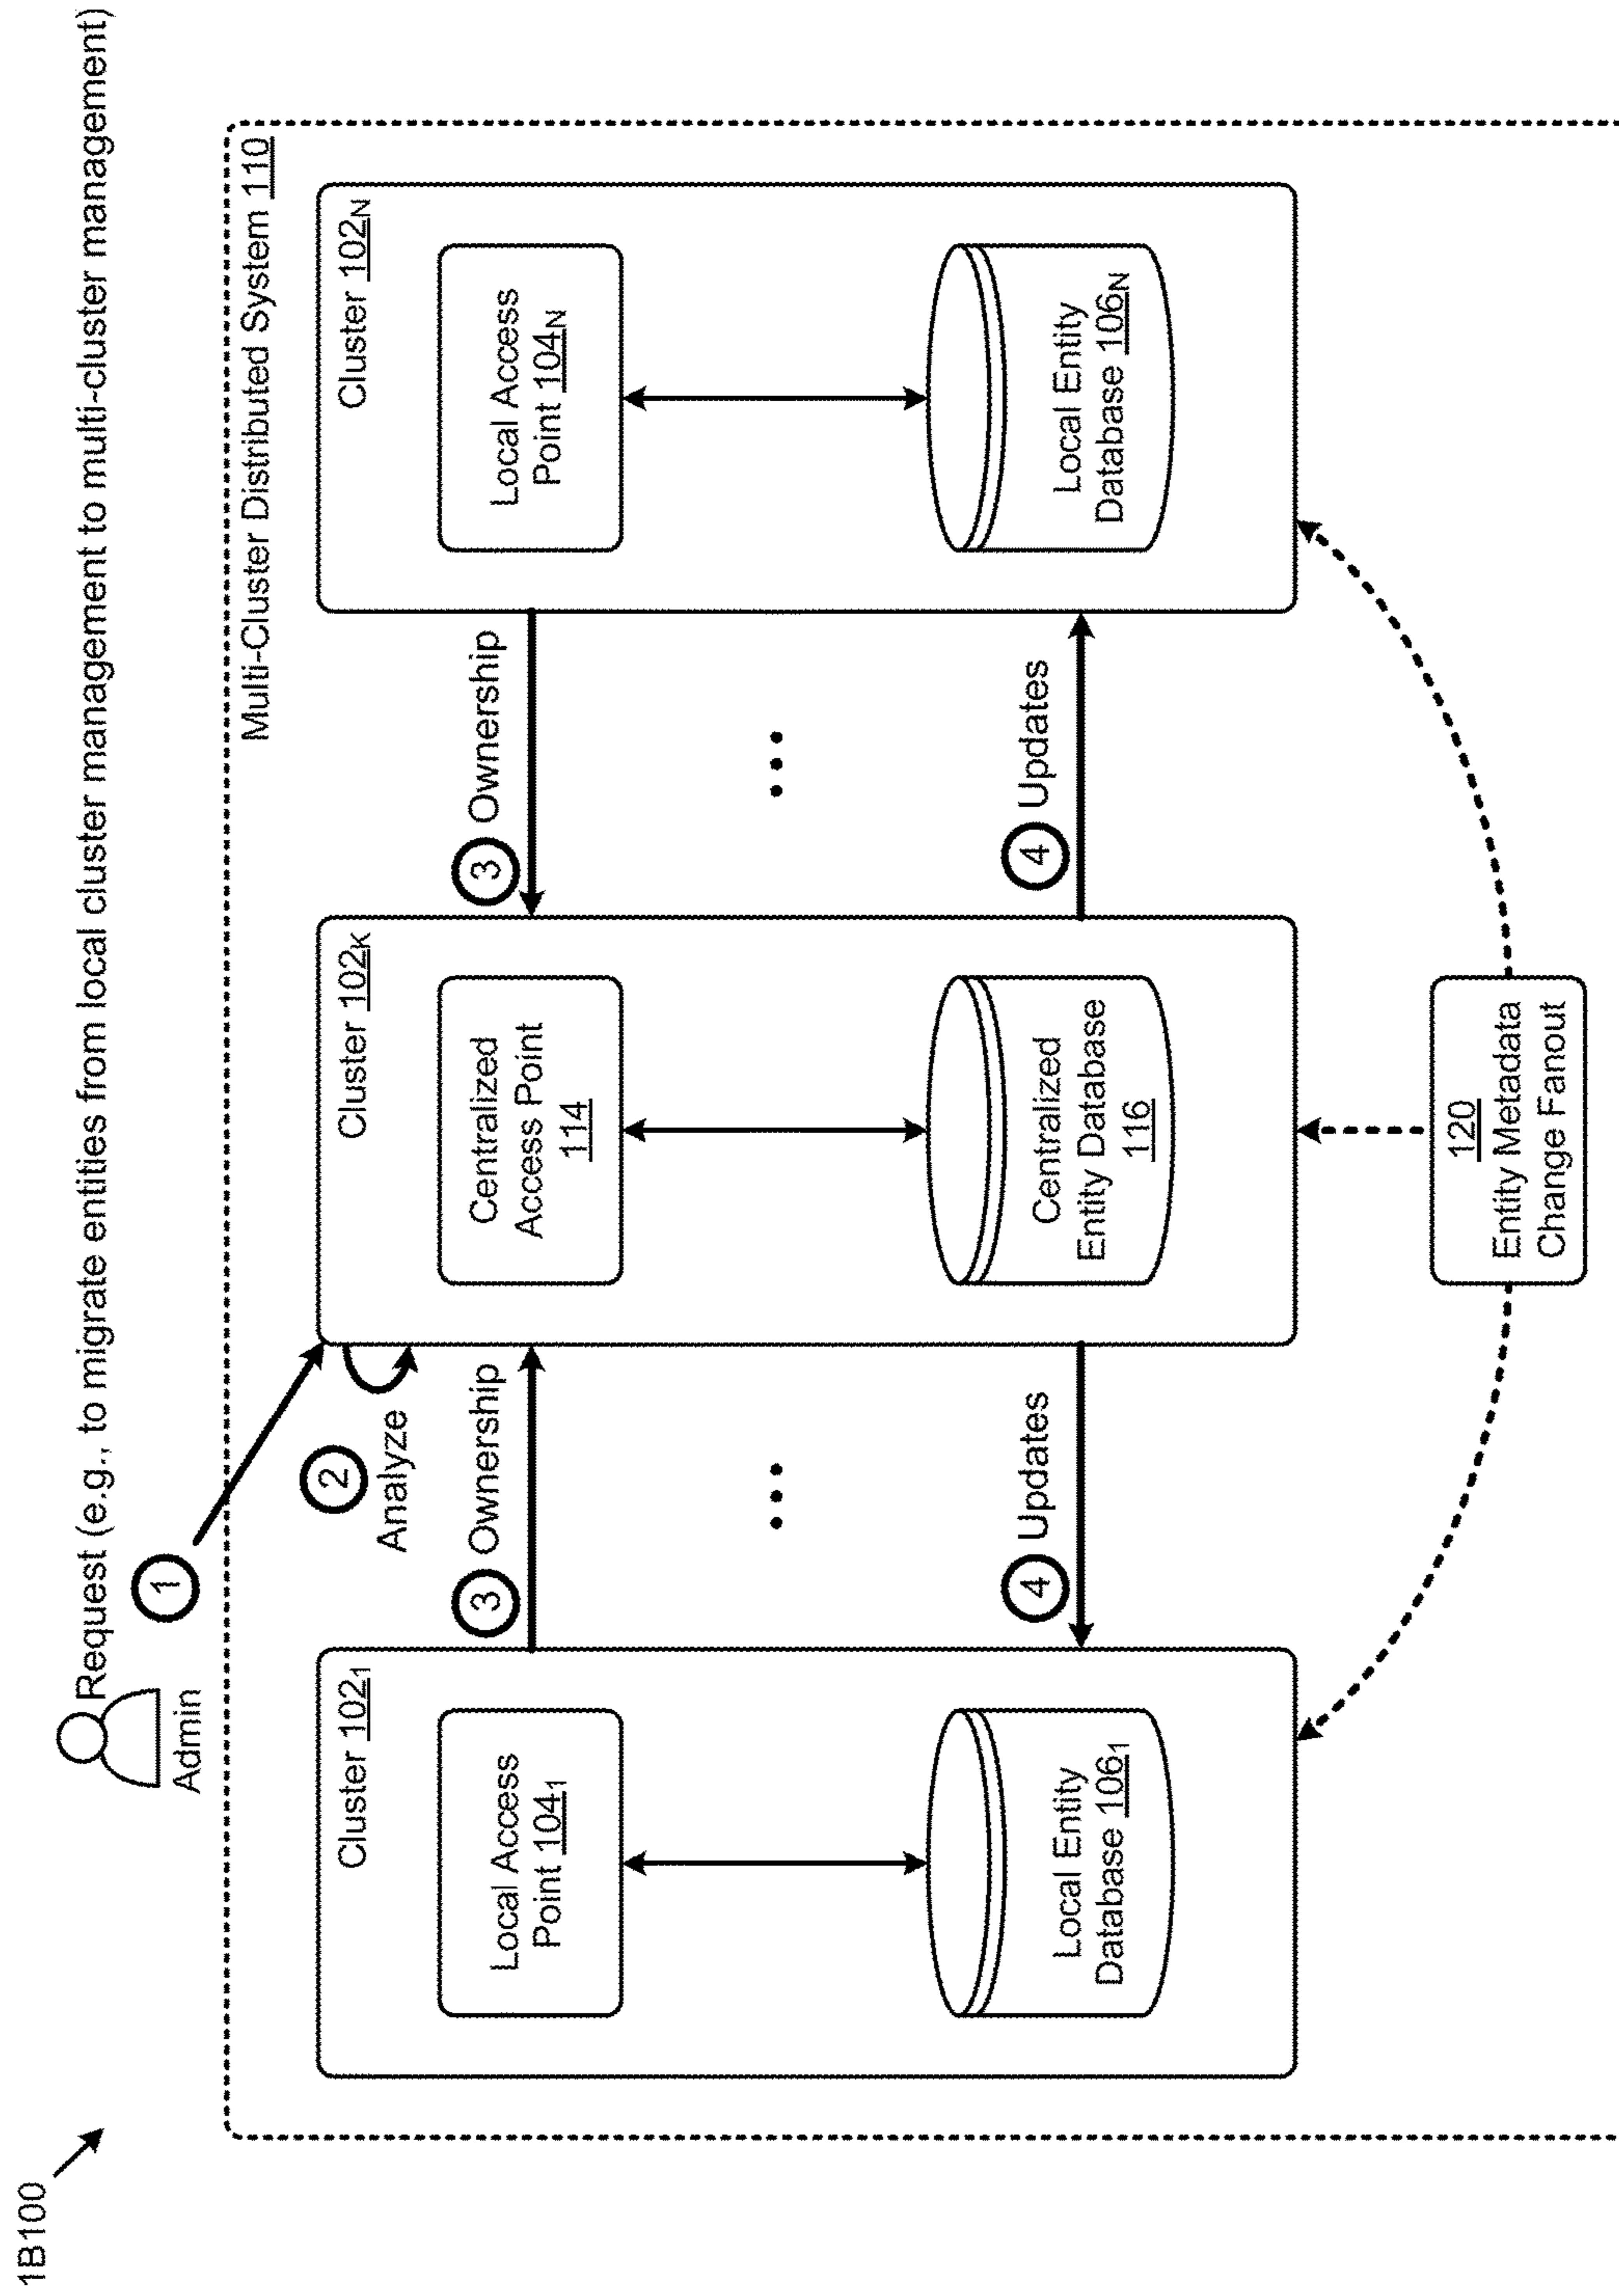 1B100
Request (e.g., to migrate entities from local cluster management to multi-cluster management)
Admin
1
Multi-Cluster Distributed System 110
Cluster 102₁
Local Access
Point 104₁
Local Entity
Database 106₁
2
Analyze
3 Ownership
4 Updates
...
Cluster 102K
Centralized
Access Point
114
Centralized
Entity Database
116
3 Ownership
...
4 Updates
Cluster 102N
Local Access
Point 104N
Local Entity
Database 106N
120
Entity Metadata
Change Fanout